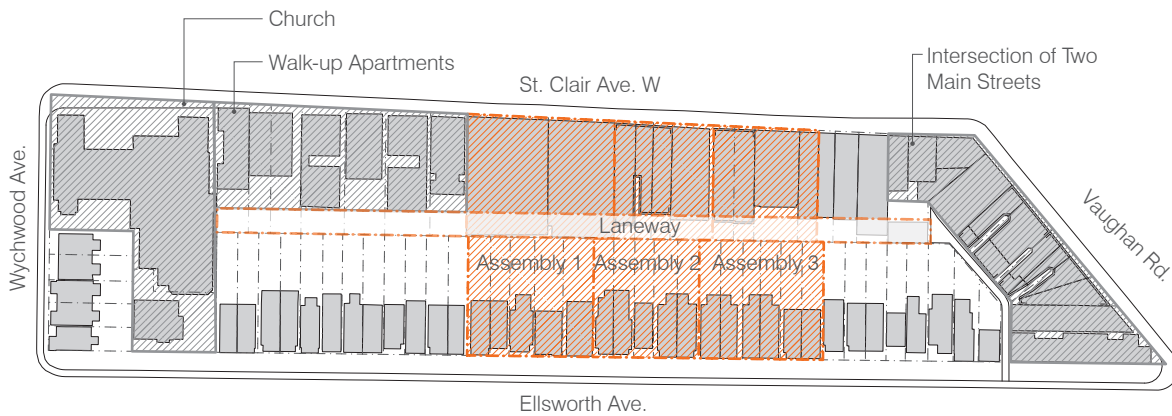 Church
Walk-up Apartments
Intersection of Two
Main Streets
St. Clair Ave. W
Wychwood Ave.
Vaughan Rd.
Laneway
Assembly 1
Assembly 2
Assembly 3
Ellsworth Ave.